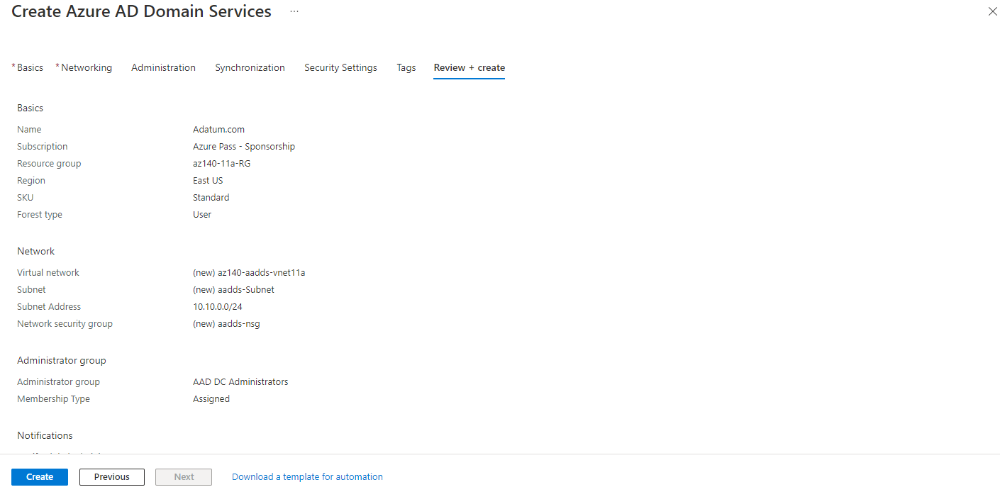 Create Azure AD Domain Services ...
* Basics * Networking Administration Synchronization Security Settings Tags Review + create
Basics
Name Adatum.com
Subscription Azure Pass - Sponsorship
Resource group az140-11a-RG
Region East US
SKU Standard
Forest type User
Network
Virtual network (new) az140-aadds-vnet11a
Subnet (new) aadds-Subnet
Subnet Address 10.10.0.0/24
Network security group (new) aadds-nsg
Administrator group
Administrator group AAD DC Administrators
Membership Type Assigned
Notifications
Create Previous Next Download a template for automation